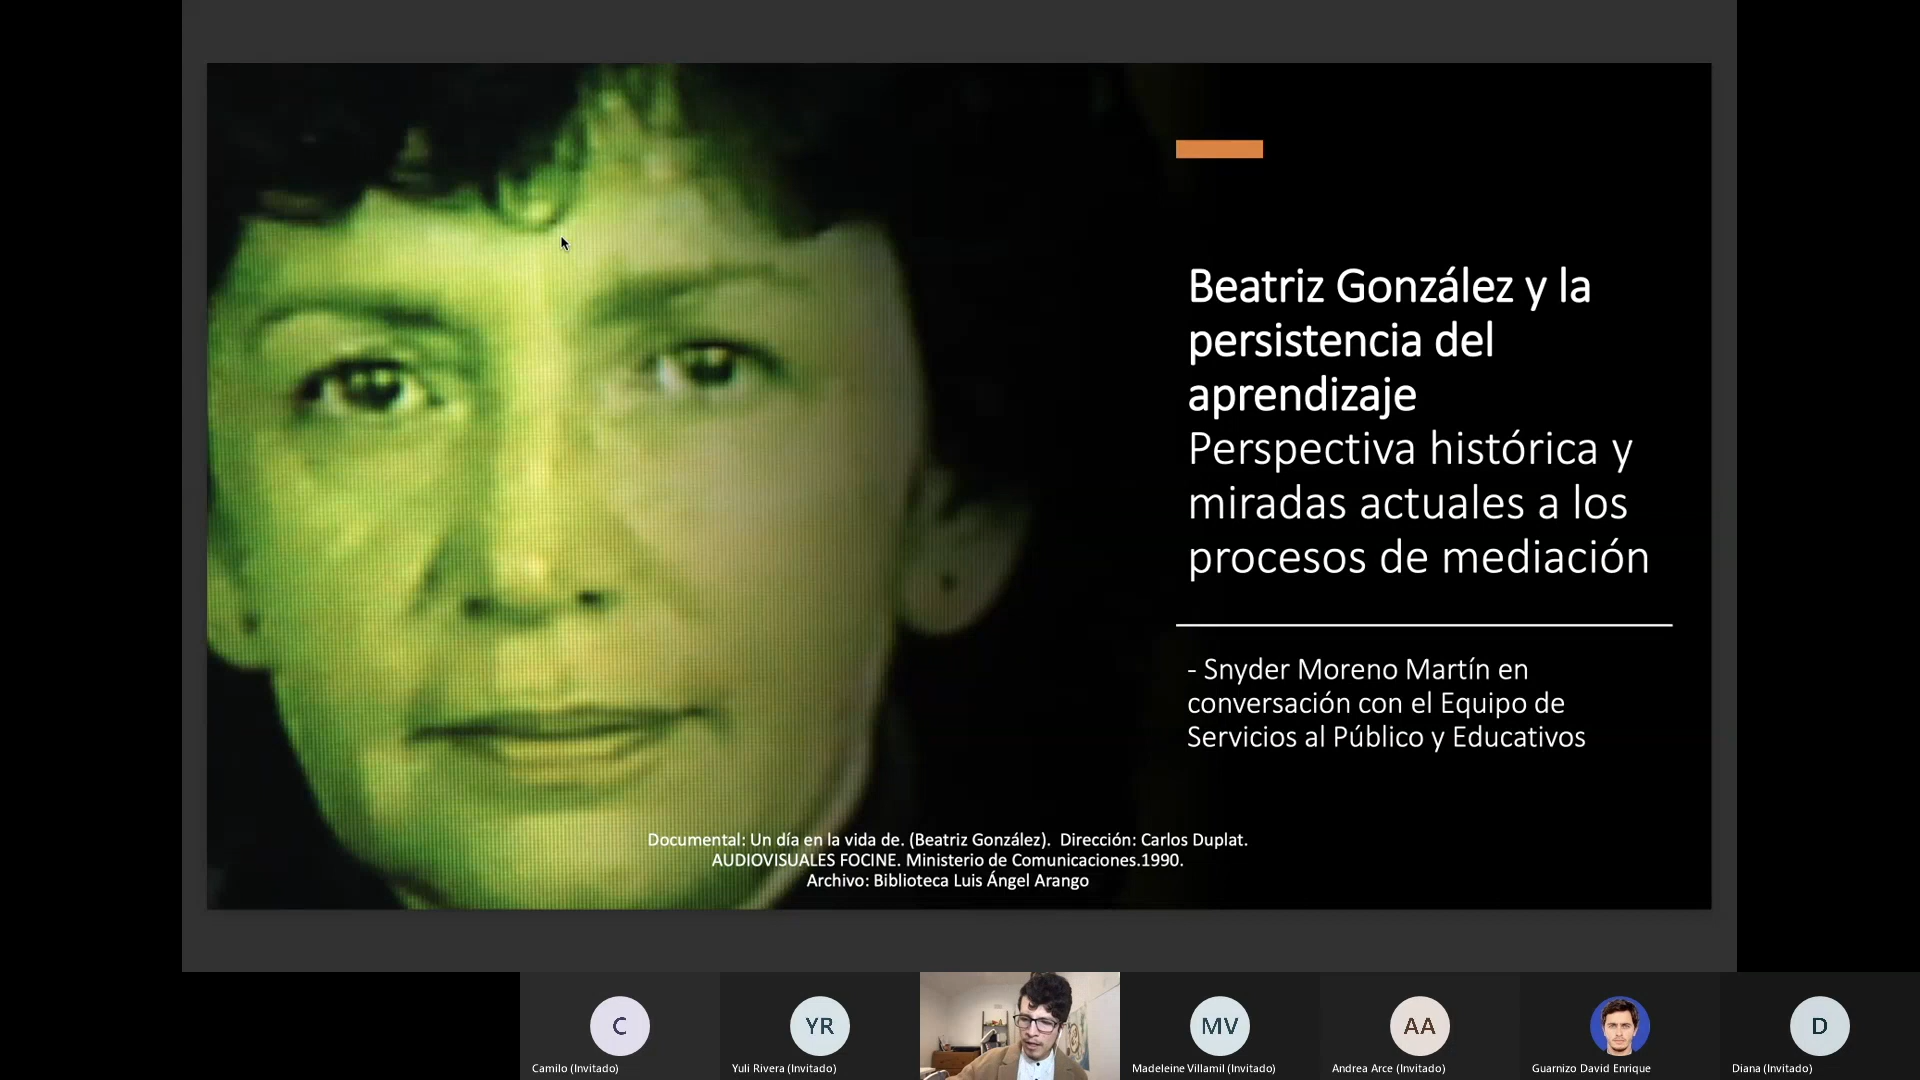 Beatriz González y la
persistencia del
aprendizaje
Perspectiva histórica y
miradas actuales a los
procesos de mediación
- Snyder Moreno Martín en
conversación con el Equipo de
Servicios al Público y Educativos
Documental: Un día en la vida de. (Beatriz González).  Dirección: Carlos Duplat.
AUDIOVISUALES FOCINE. Ministerio de Comunicaciones.1990.
Archivo: Biblioteca Luis Ángel Arango
C
YR
MV
AA
D
Camilo (Invitado)
Yuli Rivera (Invitado)
Madeleine Villamil (Invitado)
Andrea Arce (Invitado)
Guarnizo David Enrique
Diana (Invitado)